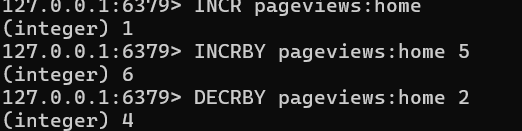 127.0.0.1:6379> INCR pageviews:home
(integer) 1
127.0.0.1:6379> INCRBY pageviews:home 5
(integer) 6
127.0.0.1:6379> DECRBY pageviews:home 2
(integer) 4